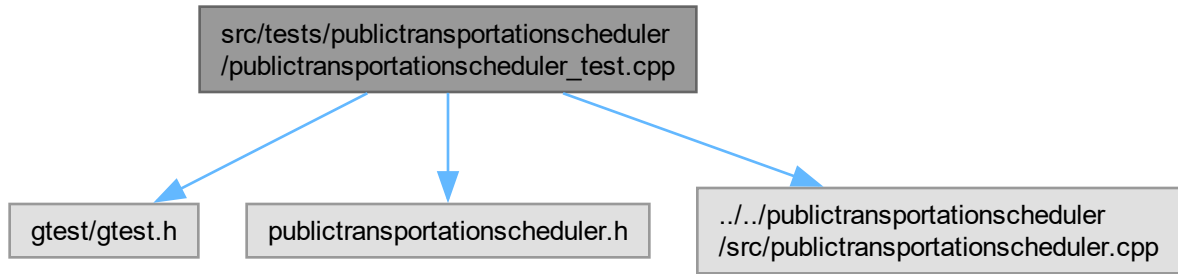 src/tests/publictransportationscheduler
/publictransportationscheduler_test.cpp
gtest/gtest.h
publictransportationscheduler.h
../../publictransportationscheduler
/src/publictransportationscheduler.cpp